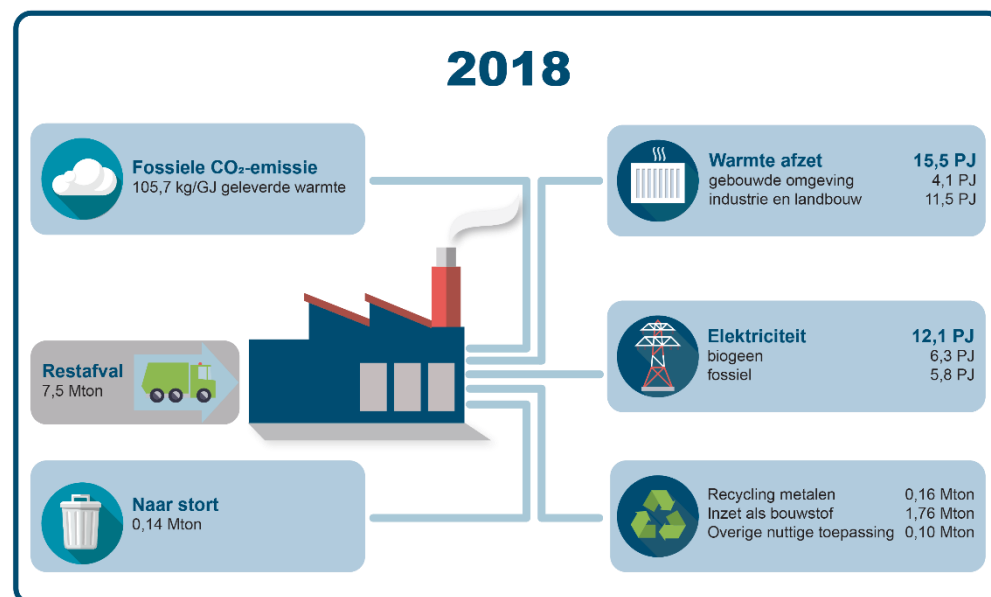 2018
Fossiele CO₂-emissie
105,7 kg/GJ geleverde warmte
Restafval
7,5 Mton
Naar stort
0,14 Mton
Warmte afzet 15,5 PJ
gebouwde omgeving 4,1 PJ
industrie en landbouw 11,5 PJ
Elektriciteit 12,1 PJ
biogeen 6,3 PJ
fossiel 5,8 PJ
Recycling metalen 0,16 Mton
Inzet als bouwstof 1,76 Mton
Overige nuttige toepassing 0,10 Mton